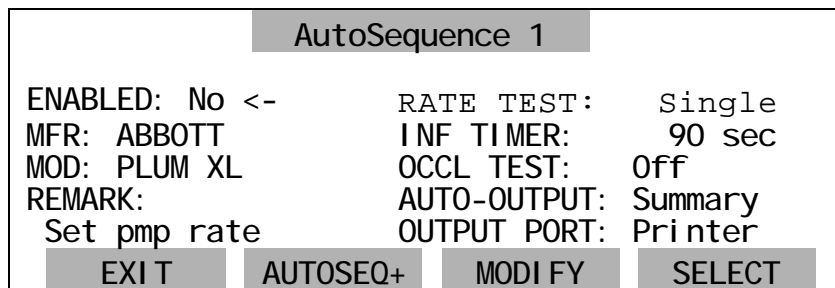 AutoSequence 1
ENABLED: No <- RATE TEST: Single
MFR: ABBOTT INF TIMER: 90 sec
MOD: PLUM XL OCCL TEST: Off
REMARK: AUTO-OUTPUT: Summary
Set pmp rate OUTPUT PORT: Printer
EXIT AUTOSEQ+ MODIFY SELECT